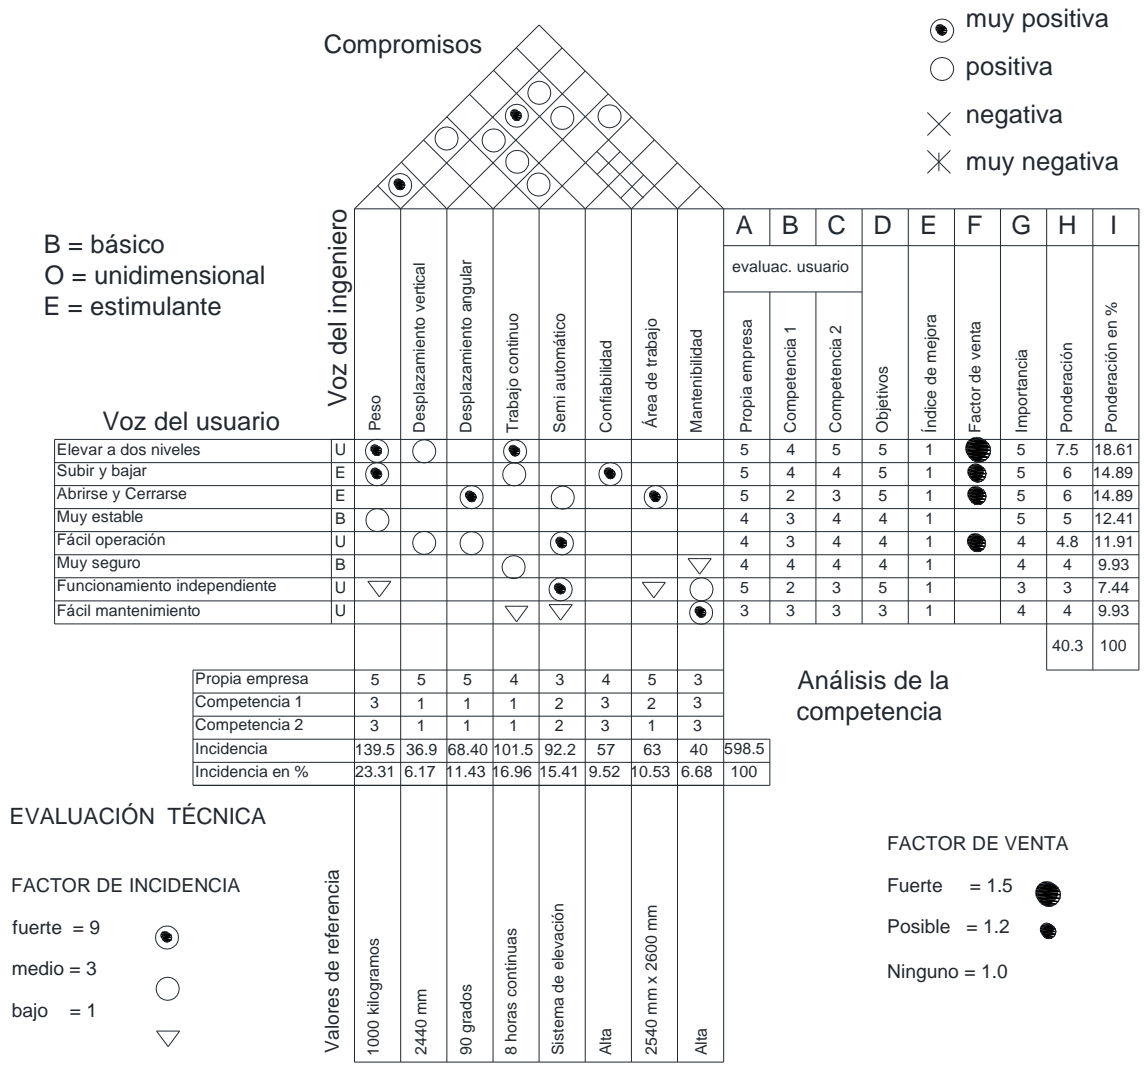 Compromisos
muy positiva
positiva
negativa
muy negativa
B = básico
O = unidimensional
E = estimulante
Voz del ingeniero
Peso
Desplazamiento vertical
Desplazamiento angular
Trabajo continuo
Semi automático
Confiabilidad
Área de trabajo
Mantenibilidad
A B C D E F G H I
evaluac. usuario
Propia empresa
Competencia 1
Competencia 2
Objetivos
Índice de mejora
Factor de venta
Importancia
Ponderación
Ponderación en %
Voz del usuario
Elevar a dos niveles U 5 4 5 5 1 5 7.5 18.61
Subir y bajar E 5 4 4 5 1 5 6 14.89
Abrirse y Cerrarse E 5 2 3 5 1 5 6 14.89
Muy estable B 4 3 4 4 1 5 5 12.41
Fácil operación U 4 3 4 4 1 4 4.8 11.91
Muy seguro B 4 4 4 4 1 4 4 9.93
Funcionamiento independiente U 5 2 3 5 1 3 3 7.44
Fácil mantenimiento U 3 3 3 3 1 4 4 9.93
40.3 100
Propia empresa 5 5 5 4 3 4 5 3
Competencia 1 3 1 1 1 2 3 2 3
Competencia 2 3 1 1 1 2 3 1 3
Incidencia 139.5 36.9 68.40 101.5 92.2 57 63 40 598.5
Incidencia en % 23.31 6.17 11.43 16.96 15.41 9.52 10.53 6.68 100
Análisis de la
competencia
EVALUACIÓN TÉCNICA
FACTOR DE INCIDENCIA
fuerte = 9
medio = 3
bajo = 1
Valores de referencia
1000 kilogramos
2440 mm
90 grados
8 horas continuas
Sistema de elevación
Alta
2540 mm x 2600 mm
Alta
FACTOR DE VENTA
Fuerte = 1.5
Posible = 1.2
Ninguno = 1.0